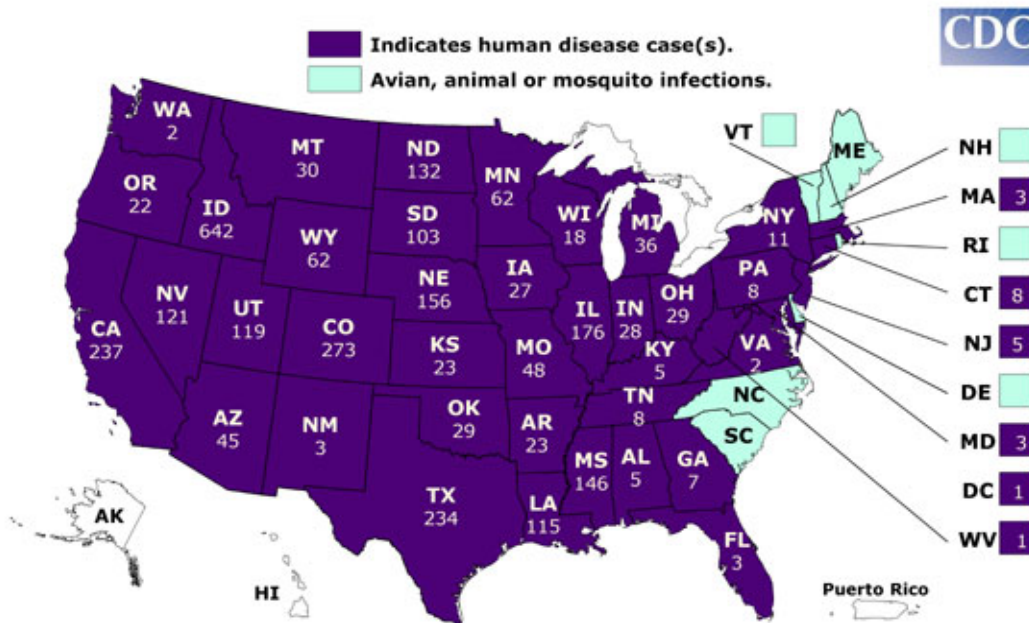 CDC
Indicates human disease case(s).
Avian, animal or mosquito infections.
WA
2
MT
30
ND
132
MN
62
VT
ME
NH
OR
22
ID
642
SD
103
WI
18
MI
36
NY
11
MA 3
WY
62
RI
IA
27
PA
8
NE
156
CT 8
NV
121
UT
119
CO
273
IL
176
IN
28
OH
29
NJ 5
CA
237
KS
23
MO
48
KY
5
VA
2
DE
AZ
45
NM
3
OK
29
AR
23
TN
8
NC
MD 3
SC
MS
146
AL
5
GA
7
DC 1
TX
234
LA
115
WV 1
AK
FL
3
HI
Puerto Rico